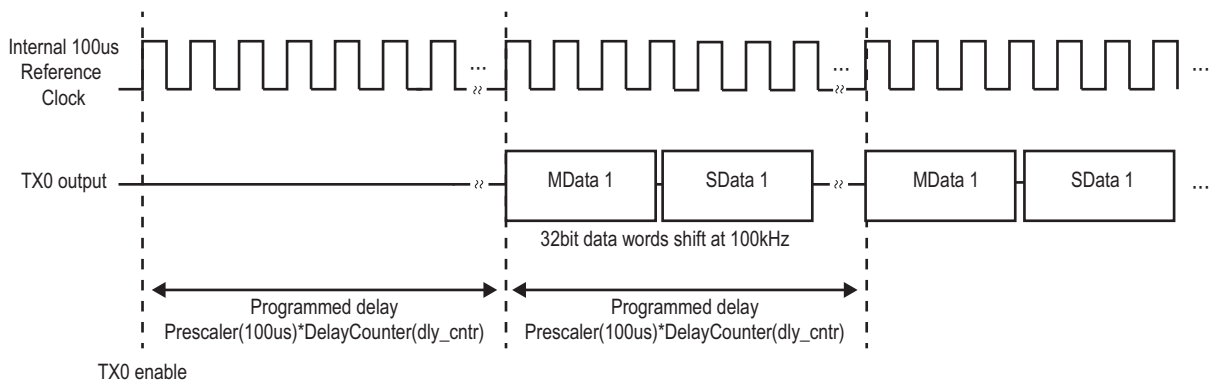 Internal 100us
Reference
Clock
...
...
...
TX0 output
MData 1
SData 1
MData 1
SData 1
...
32bit data words shift at 100kHz
Programmed delay
Prescaler(100us)*DelayCounter(dly_cntr)
Programmed delay
Prescaler(100us)*DelayCounter(dly_cntr)
TX0 enable